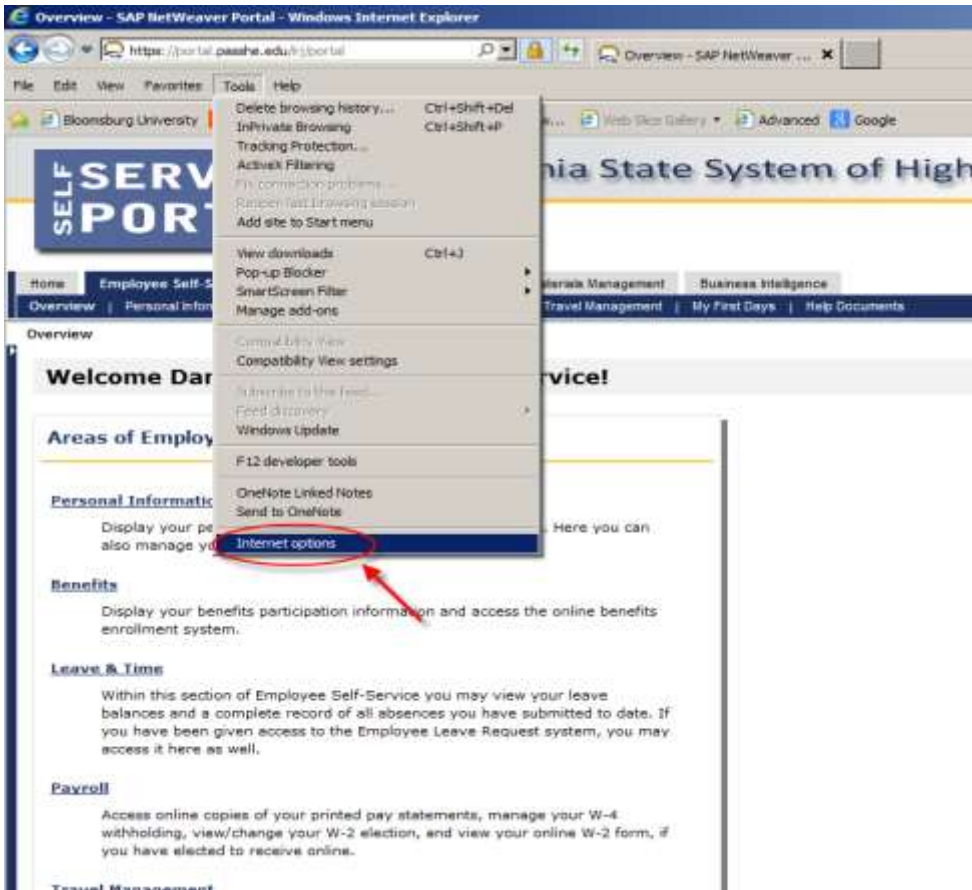 Overview - SAP NetWeaver Portal - Windows Internet Explorer
https://portal.passhe.edu/irj/portal
Overview - SAP NetWeaver ...
File Edit View Favorites Tools Help
Bloomsburg University
Web Slice Gallery
Advanced
Google
Delete browsing history... Ctrl+Shift+Del
InPrivate Browsing Ctrl+Shift+P
Tracking Protection...
ActiveX Filtering
Fix connection problems...
Reopen last browsing session
Add site to Start menu
View downloads Ctrl+J
Pop-up Blocker
SmartScreen Filter
Manage add-ons
Compatibility View
Compatibility View settings
Subscribe to this feed...
Feed discovery
Windows Update
F12 developer tools
OneNote Linked Notes
Send to OneNote
Internet options
SELF SERV
PORT
nia State System of High
Home Employee Self-S
Materials Management Business Intelligence
Overview | Personal Infor
Travel Management | My First Days | Help Documents
Overview
Welcome Dar vice!
Areas of Employ
Personal Informatio
Display your pe . Here you can
also manage yo
Benefits
Display your benefits participation information and access the online benefits
enrollment system.
Leave & Time
Within this section of Employee Self-Service you may view your leave
balances and a complete record of all absences you have submitted to date. If
you have been given access to the Employee Leave Request system, you may
access it here as well.
Payroll
Access online copies of your printed pay statements, manage your W-4
withholding, view/change your W-2 election, and view your online W-2 form, if
you have elected to receive online.
Travel Management